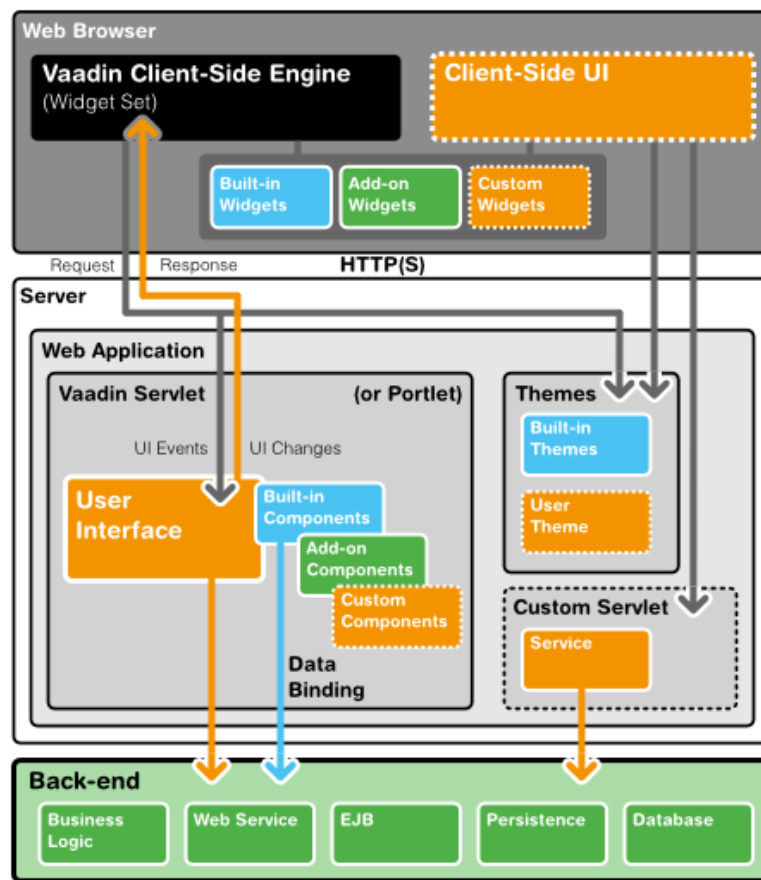 Web Browser
Vaadin Client-Side Engine
(Widget Set)
Client-Side UI
Built-in
Widgets
Add-on
Widgets
Custom
Widgets
Request
Response
HTTP(S)
Server
Web Application
Vaadin Servlet
(or Portlet)
UI Events
UI Changes
User
Interface
Built-in
Components
Add-on
Components
Custom
Components
Data
Binding
Themes
Built-in
Themes
User
Theme
Custom Servlet
Service
Back-end
Business
Logic
Web Service
EJB
Persistence
Database